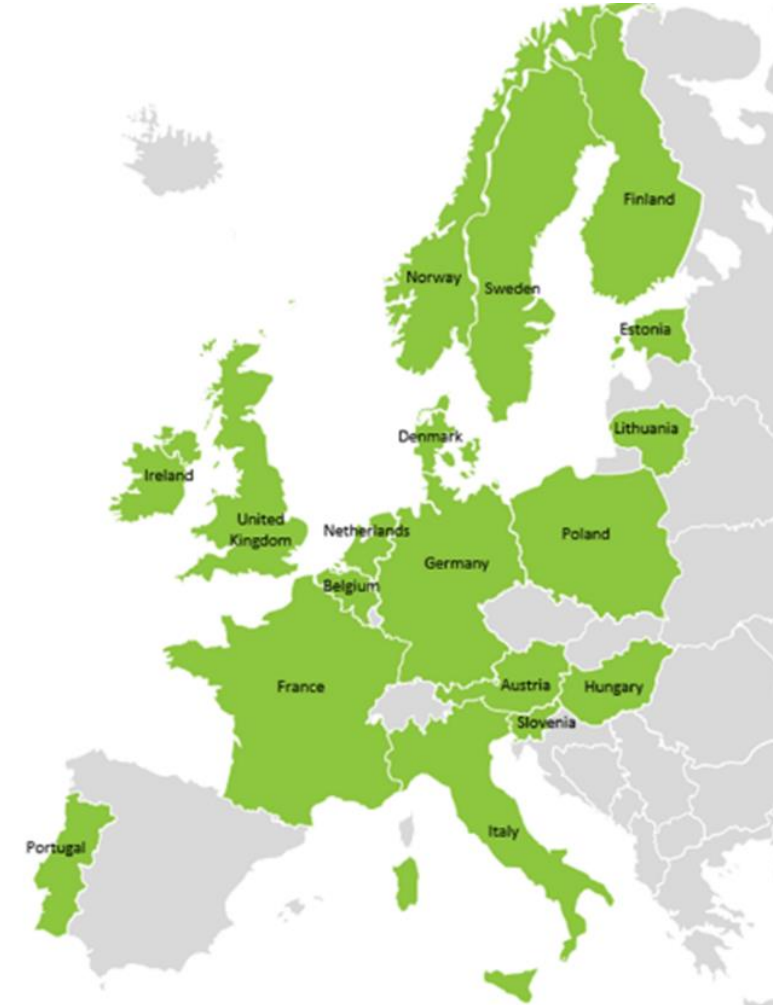 Finland
Norway
Sweden
Estonia
Lithuania
Denmark
Ireland
United
Kingdom
Netherlands
Poland
Germany
Belgium
France
Austria
Hungary
Slovenia
Italy
Portugal